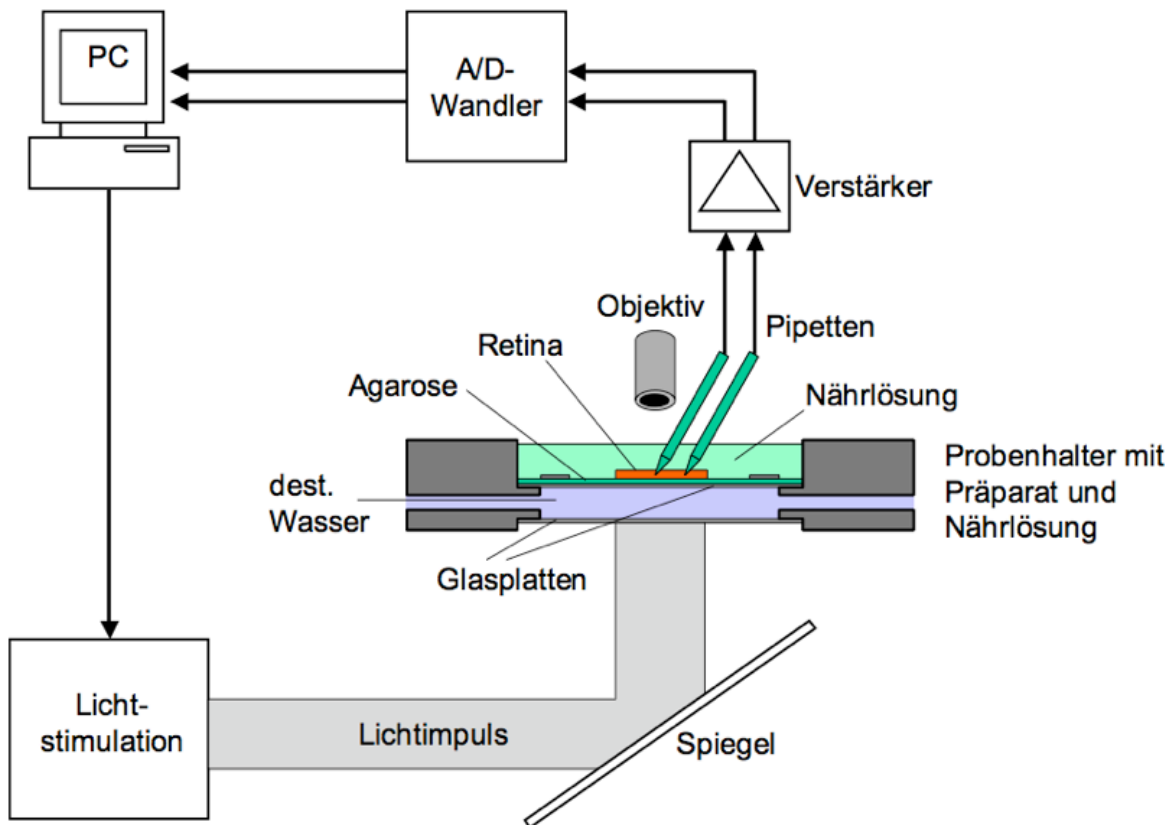 PC
A/D-
Wandler
Verstärker
Objektiv
Pipetten
Retina
Agarose
Nährlösung
dest.
Wasser
Probenhalter mit
Präparat und
Nährlösung
Glasplatten
Licht-
stimulation
Lichtimpuls
Spiegel